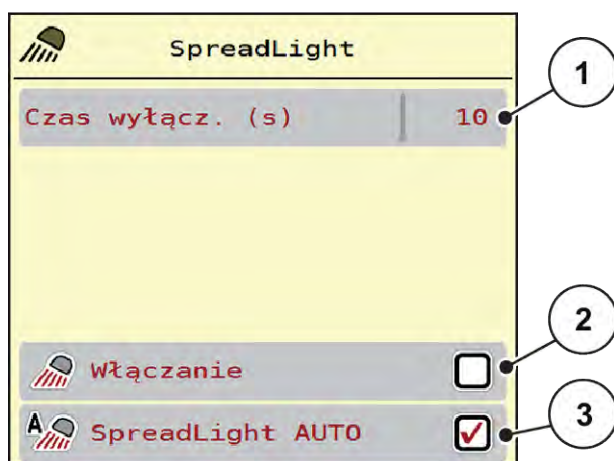 SpreadLight
1
Czas wyłącz. (s) 10
2
Włączanie
3
A
SpreadLight AUTO